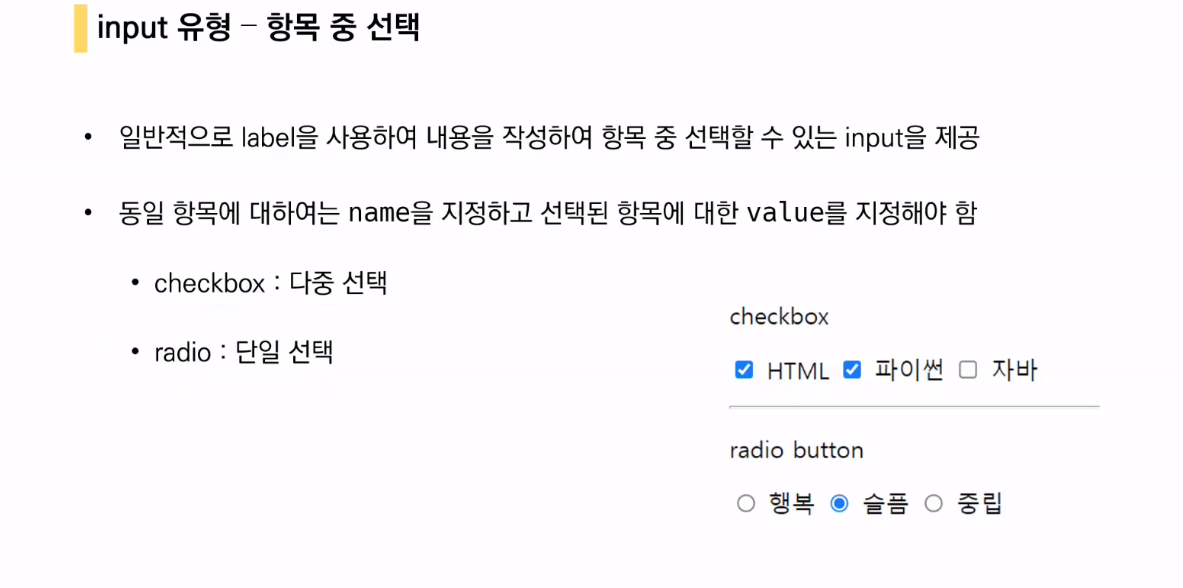 input 유형 – 항목 중 선택
• 일반적으로 label을 사용하여 내용을 작성하여 항목 중 선택할 수 있는 input을 제공
• 동일 항목에 대하여는 name을 지정하고 선택된 항목에 대한 value를 지정해야 함
• checkbox : 다중 선택
• radio : 단일 선택
checkbox
HTML 파이썬 자바
radio button
행복 슬픔 중립